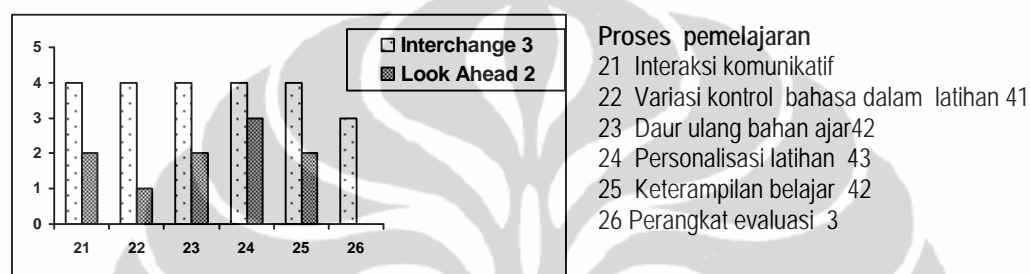 5
4
3
2
1
0
21 22 23 24 25 26
Interchange 3
Look Ahead 2
Proses pemelajaran
21 Interaksi komunikatif
22 Variasi kontrol bahasa dalam latihan 41
23 Daur ulang bahan ajar42
24 Personalisasi latihan 43
25 Keterampilan belajar 42
26 Perangkat evaluasi 3